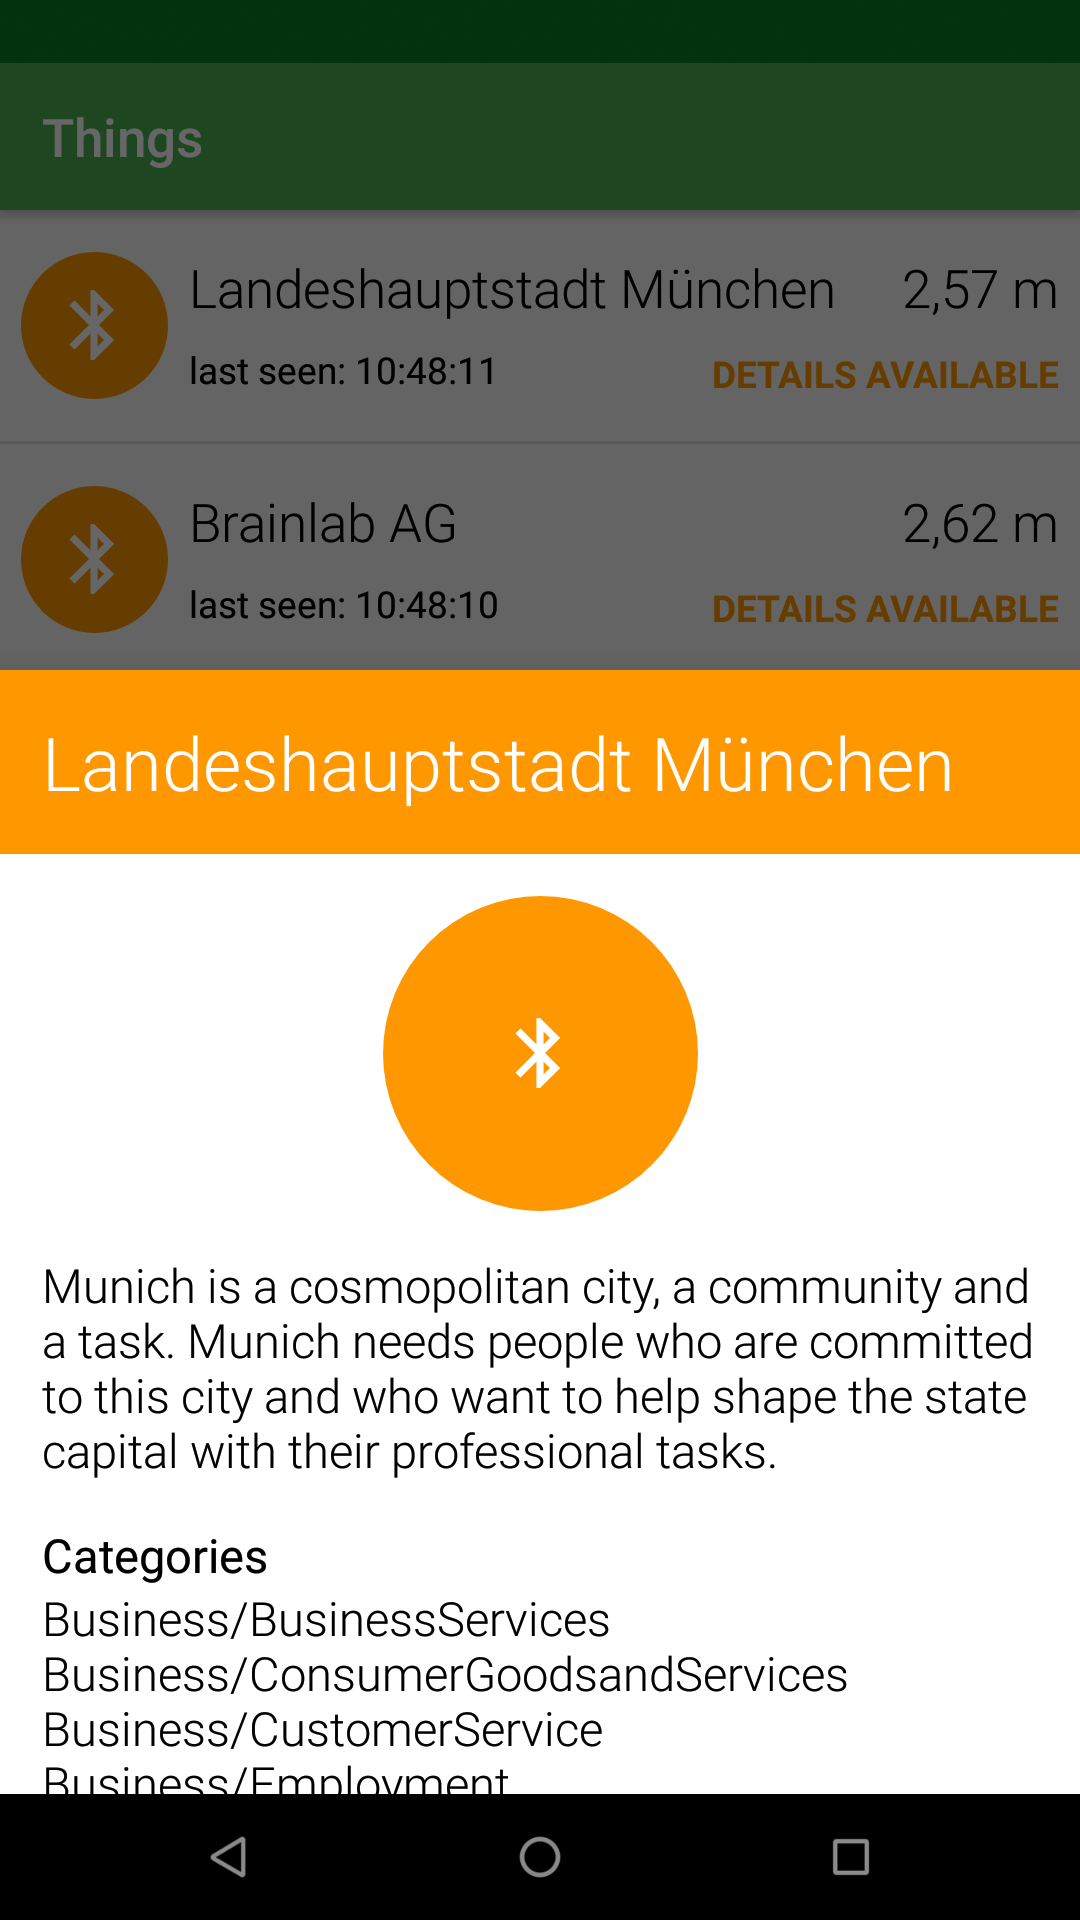 Things
Landeshauptstadt München 2,57 m
last seen: 10:48:11 DETAILS AVAILABLE
Brainlab AG 2,62 m
last seen: 10:48:10 DETAILS AVAILABLE
Landeshauptstadt München
Munich is a cosmopolitan city, a community and
a task. Munich needs people who are committed
to this city and who want to help shape the state
capital with their professional tasks.
Categories
Business/BusinessServices
Business/ConsumerGoodsandServices
Business/CustomerService
Business/Employment